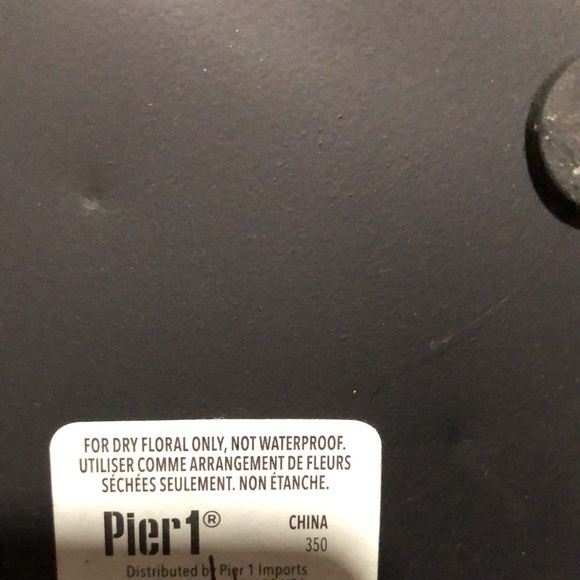 FOR DRY FLORAL ONLY, NOT WATERPROOF.
UTILISER COMME ARRANGEMENT DE FLEURS
SÉCHÉES SEULEMENT. NON ÉTANCHE.
Pier1® CHINA
350
Distributed by Pier 1 Imports